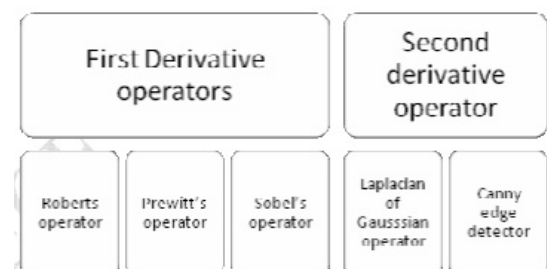 First Derivative
operators
Second
derivative
operator
Roberts
operator
Prewitt's
operator
Sobel's
operator
Laplacian
of
Gausssian
operator
Canny
edge
detector